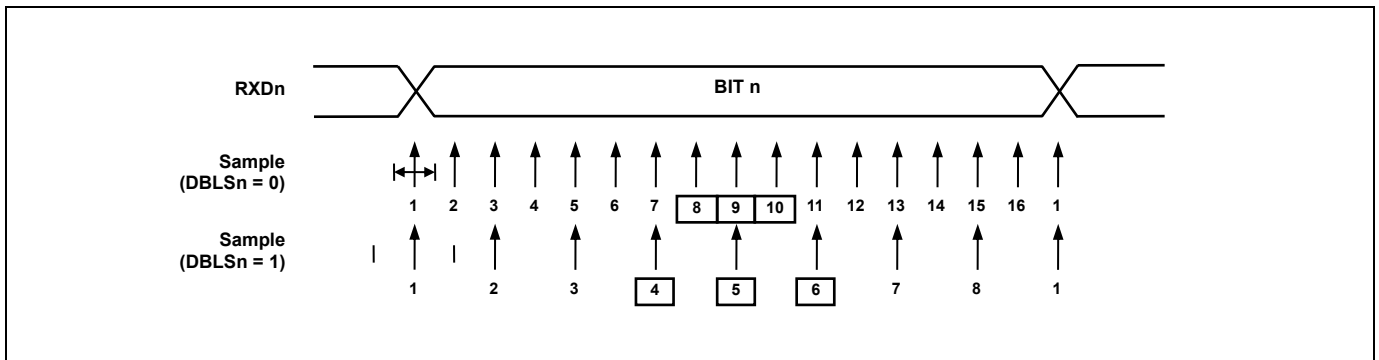 BIT n
RXDn
Sample
(DBLSn = 0)
1 2 3 4 5 6 7 8 9 10 11 12 13 14 15 16 1
Sample
(DBLSn = 1)
1 2 3 4 5 6 7 8 1